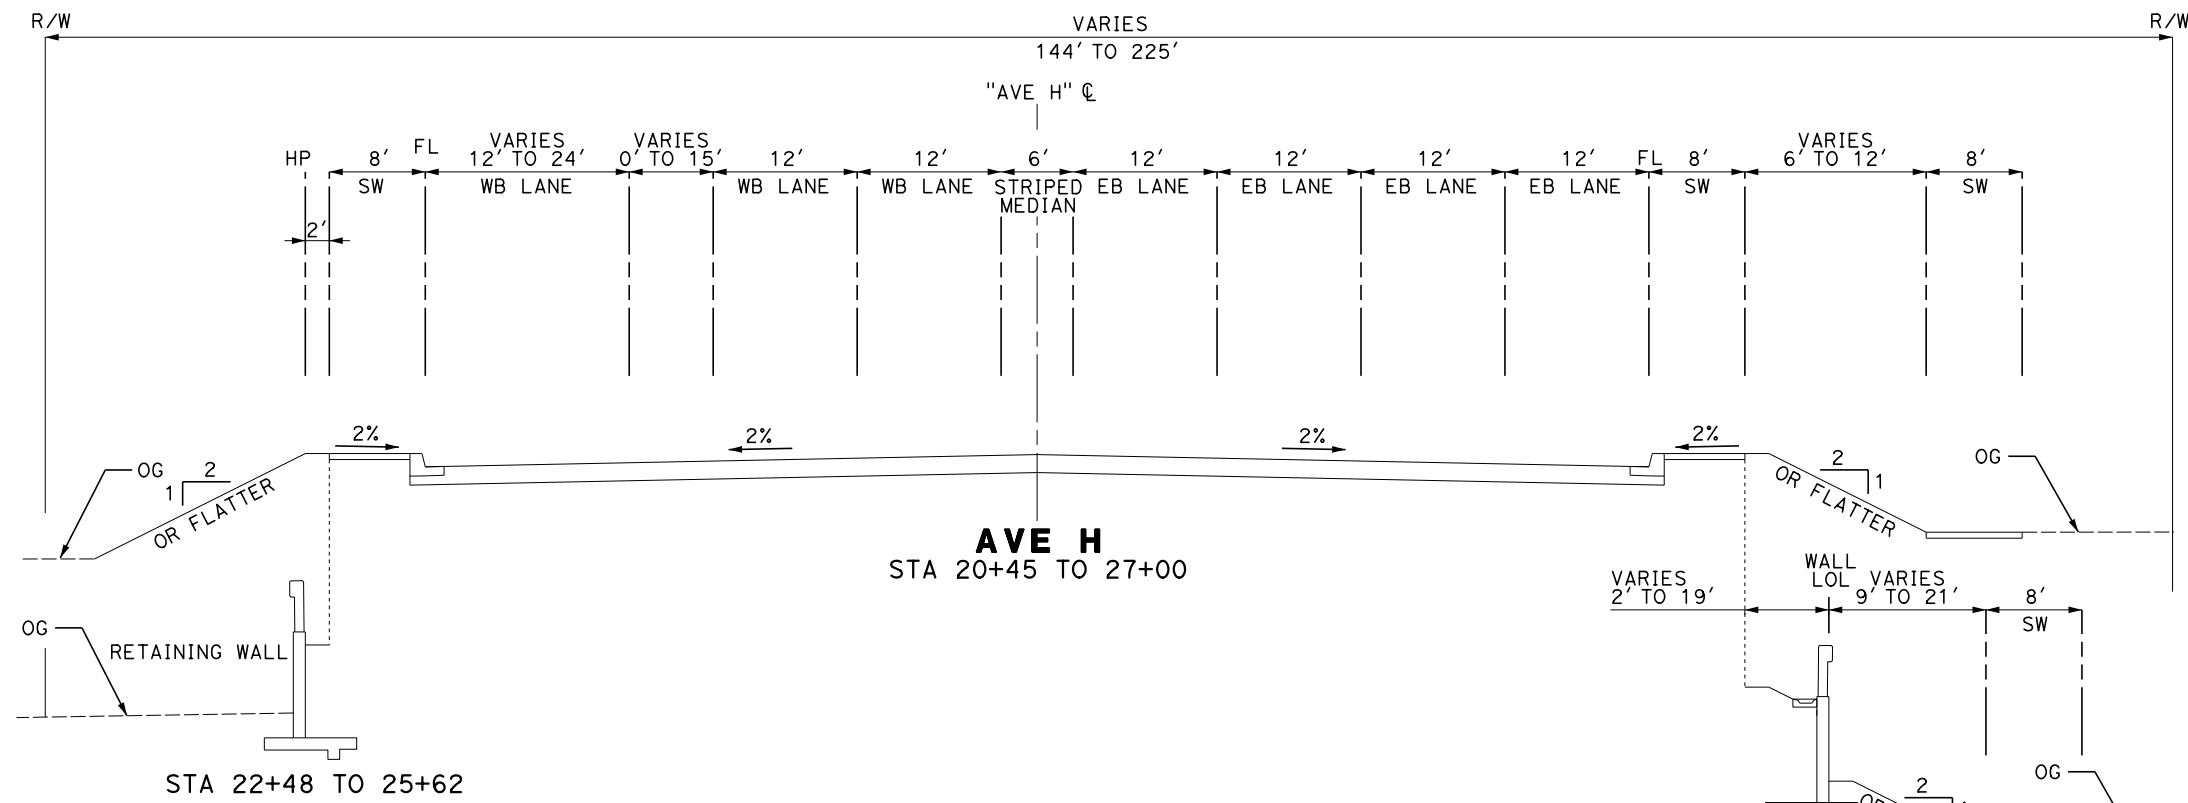 R/W
VARIES
R/W
144' TO 225'
"AVE H" ℄
HP
8'
FL
VARIES
12' TO 24'
VARIES
0' TO 15'
12'
12'
6'
12'
12'
12'
12'
FL
8'
VARIES
6' TO 12'
8'
SW
WB LANE
WB LANE
WB LANE
STRIPED
MEDIAN
EB LANE
EB LANE
EB LANE
EB LANE
SW
SW
2'
2%
2%
2%
2%
OG
2
1
OR FLATTER
2
1
OR FLATTER
OG
AVE H
STA 20+45 TO 27+00
VARIES
2' TO 19'
WALL
LOL
VARIES
9' TO 21'
8'
SW
OG
RETAINING WALL
STA 22+48 TO 25+62
OG
2